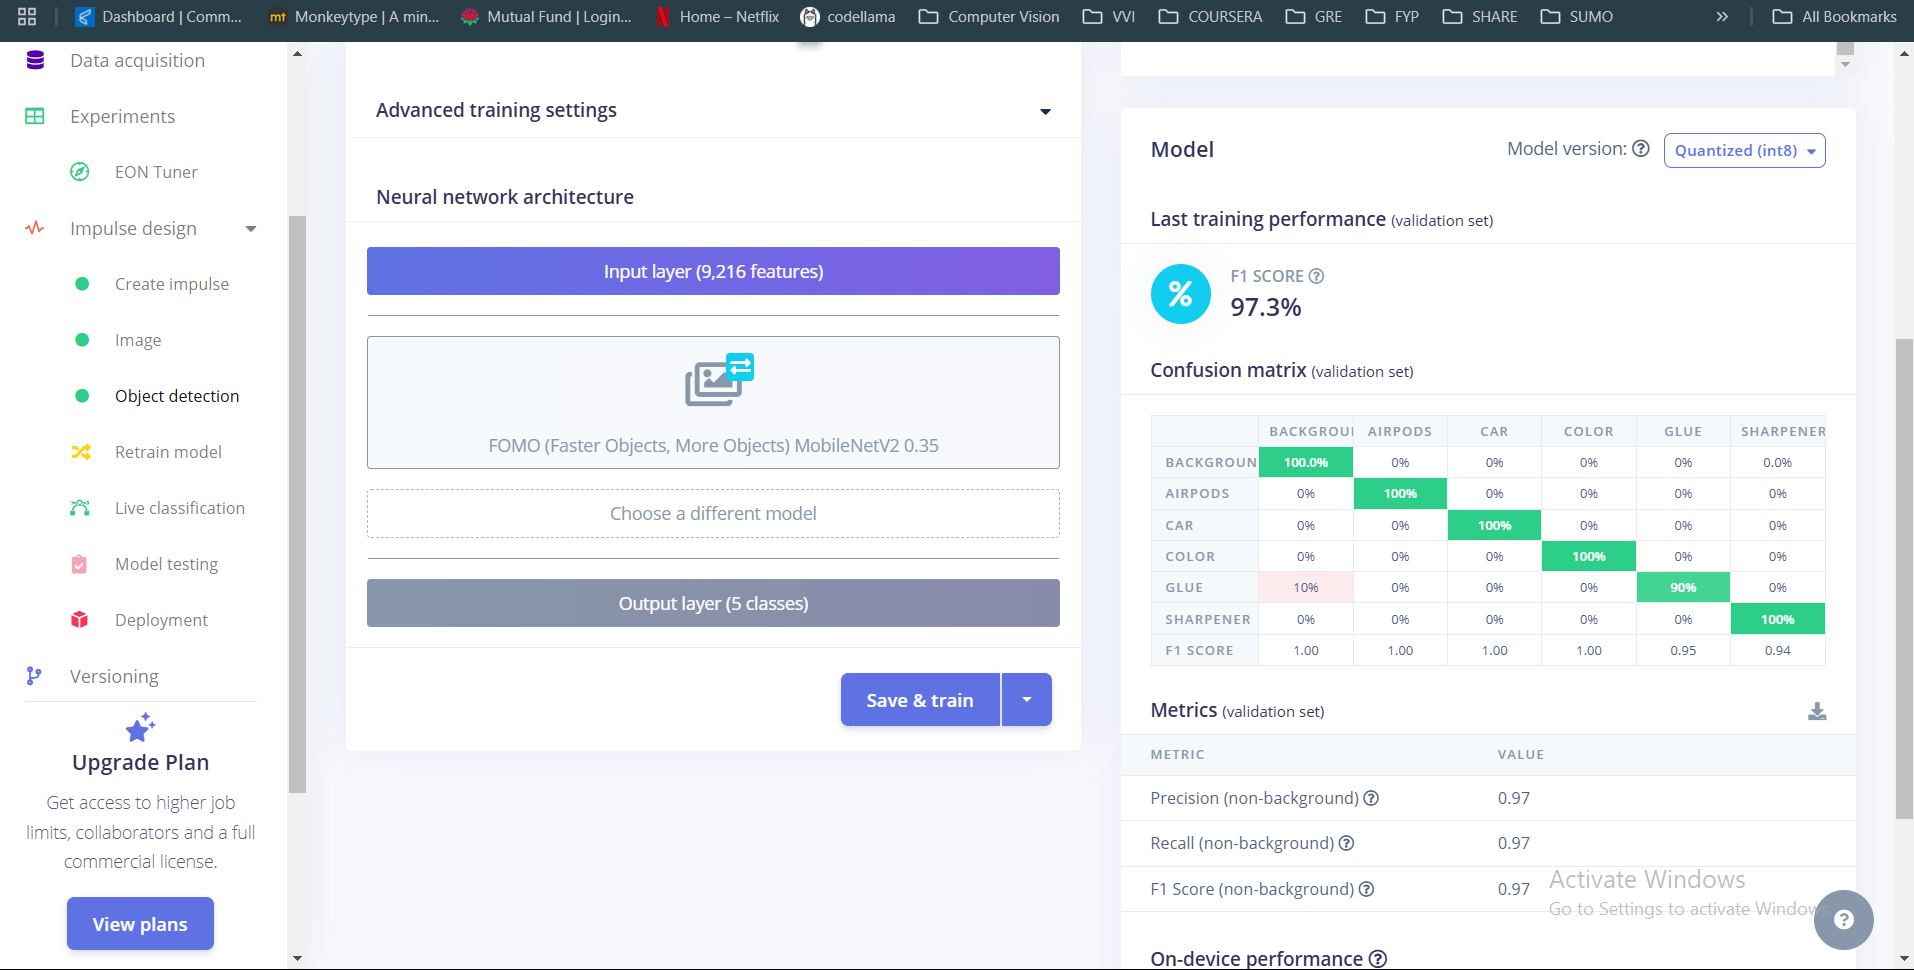 Dashboard | Comm...
mt Monkeytype | A min...
Mutual Fund | Login...
Home – Netflix
codellama
Computer Vision
VVI
COURSERA
GRE
FYP
SHARE
SUMO
»
All Bookmarks
Data acquisition
Experiments
EON Tuner
Impulse design
Create impulse
Image
Object detection
Retrain model
Live classification
Model testing
Deployment
Versioning
Upgrade Plan
Get access to higher job
limits, collaborators and a full
commercial license.
View plans
Advanced training settings
Neural network architecture
Input layer (9,216 features)
FOMO (Faster Objects, More Objects) MobileNetV2 0.35
Choose a different model
Output layer (5 classes)
Save & train
Model
Model version: ?
Quantized (int8)
Last training performance (validation set)
%
F1 SCORE ?
97.3%
Confusion matrix (validation set)
BACKGROU AIRPODS CAR COLOR GLUE SHARPENER
BACKGROUN 100.0% 0% 0% 0% 0% 0.0%
AIRPODS 0% 100% 0% 0% 0% 0%
CAR 0% 0% 100% 0% 0% 0%
COLOR 0% 0% 0% 100% 0% 0%
GLUE 10% 0% 0% 0% 90% 0%
SHARPENER 0% 0% 0% 0% 0% 100%
F1 SCORE 1.00 1.00 1.00 1.00 0.95 0.94
Metrics (validation set)
METRIC VALUE
Precision (non-background) ? 0.97
Recall (non-background) ? 0.97
F1 Score (non-background) ? 0.97
Activate Windows
Go to Settings to activate Windows.
?
On-device performance ?